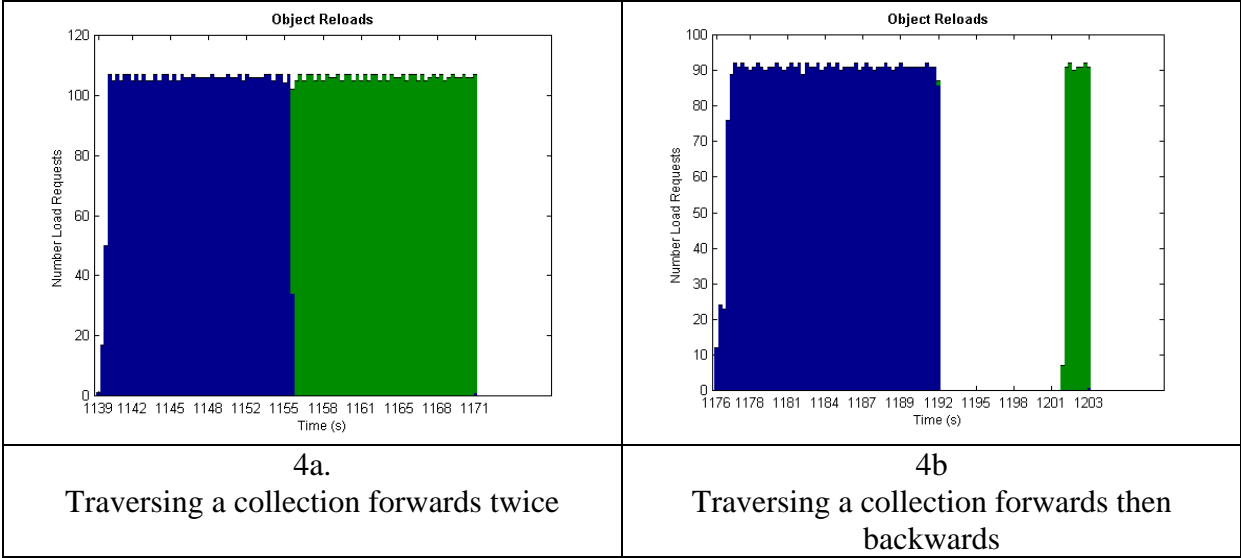 Object Reloads
120
100
80
60
40
20
0
Number Load Requests
1139 1142 1145 1148 1152 1155 1158 1161 1165 1168 1171
Time (s)
4a.
Traversing a collection forwards twice
Object Reloads
100
90
80
70
60
50
40
30
20
10
0
Number Load Requests
1176 1178 1181 1184 1187 1189 1192 1195 1198 1201 1203
Time (s)
4b
Traversing a collection forwards then
backwards